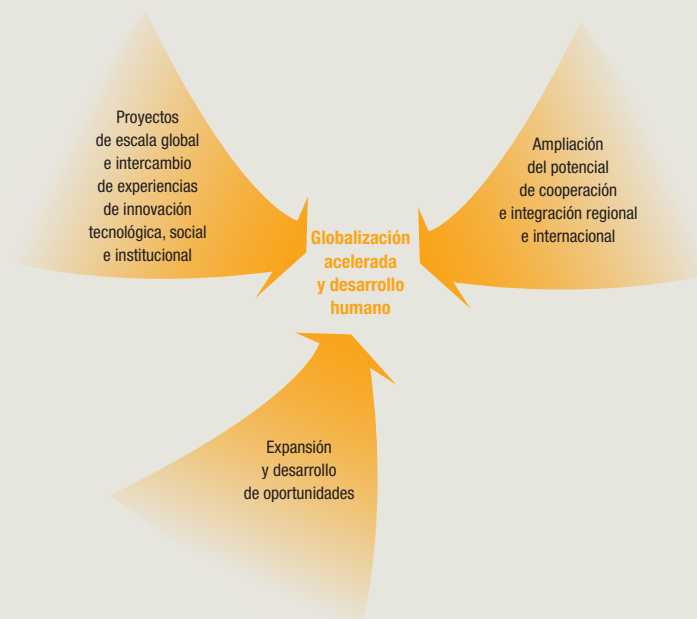 Proyectos
de escala global
e intercambio
de experiencias
de innovación
tecnológica, social
e institucional
Ampliación
del potencial
de cooperación
e integración regional
e internacional
Globalización
acelerada
y desarrollo
humano
Expansión
y desarrollo
de oportunidades